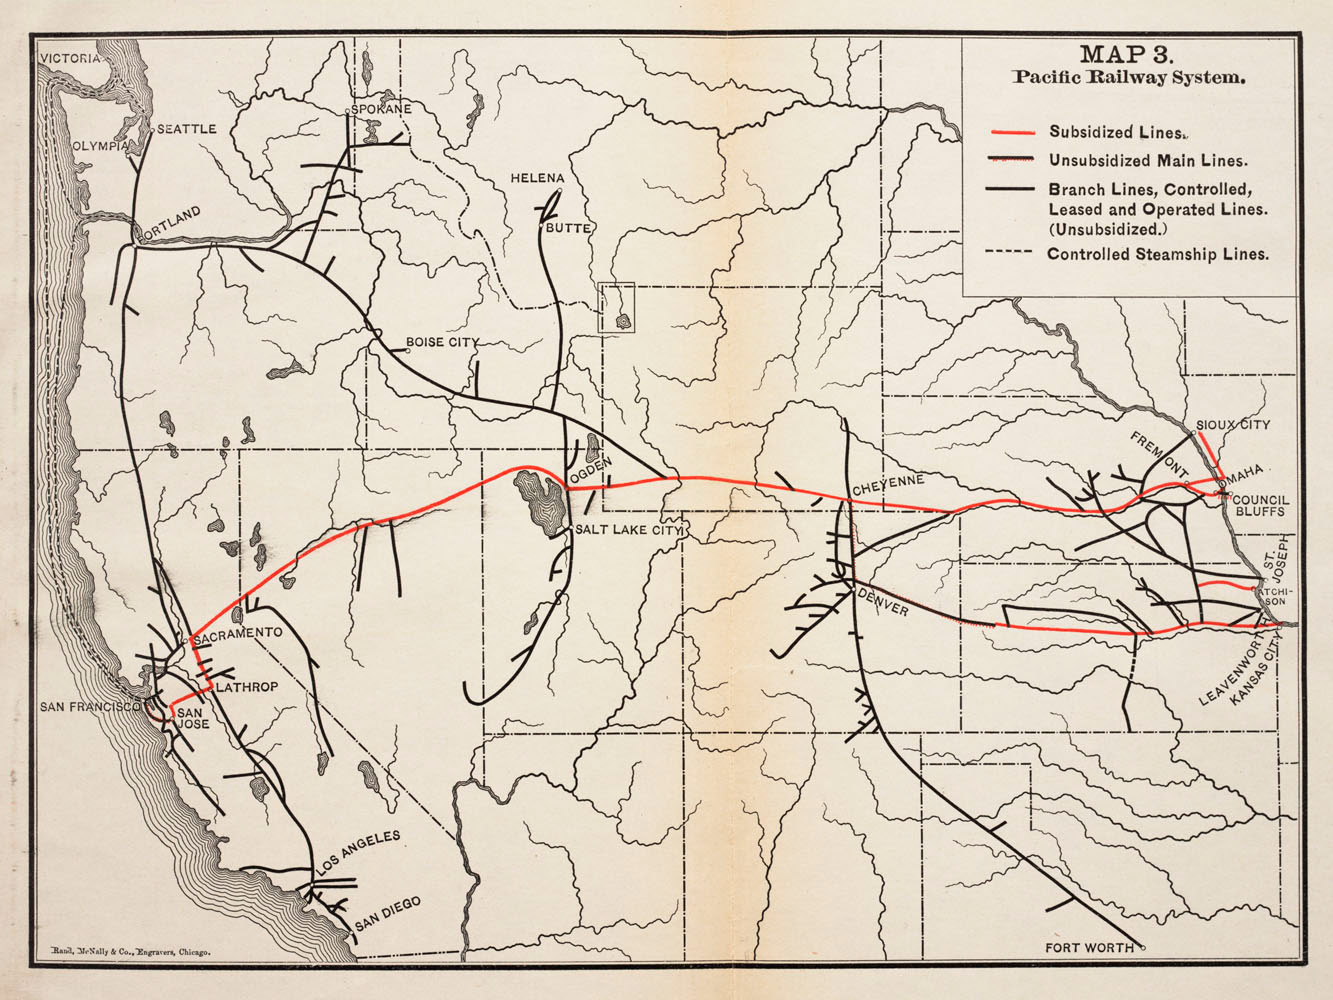 MAP 3.
Pacific Railway System.
Subsidized Lines.
Unsubsidized Main Lines.
Branch Lines, Controlled,
Leased and Operated Lines.
(Unsubsidized.)
Controlled Steamship Lines.
VICTORIA
SPOKANE
SEATTLE
OLYMPIA
HELENA
PORTLAND
BUTTE
BOISE CITY
SIOUX CITY
FREMONT
OMAHA
OGDEN
CHEYENNE
COUNCIL
BLUFFS
SALT LAKE CITY
ST.
JOSEPH
ATCHI-
SON
DENVER
SACRAMENTO
LEAVENWORTH
KANSAS CITY
LATHROP
SAN FRANCISCO
SAN
JOSE
LOS ANGELES
SAN DIEGO
FORT WORTH
Rand, McNally & Co., Engravers, Chicago.